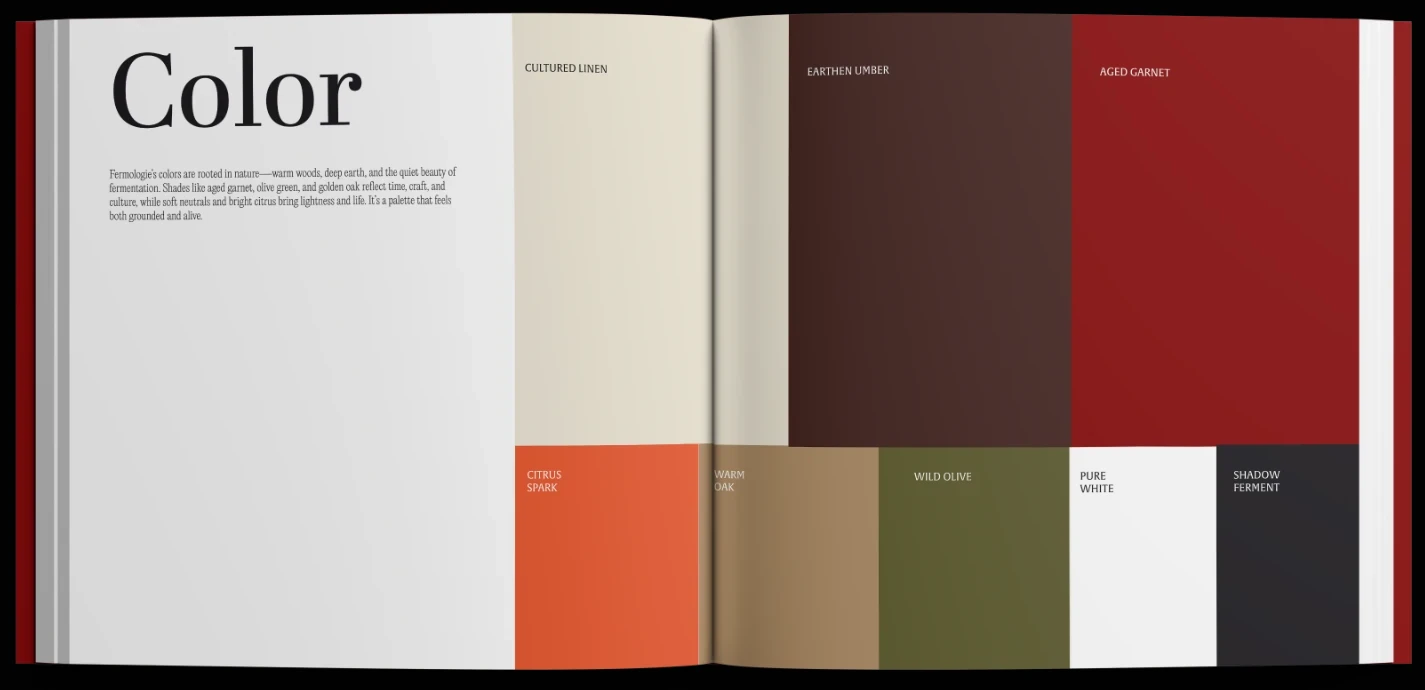 Color
Fermologie's colors are rooted in nature—warm woods, deep earth, and the quiet beauty of
fermentation. Shades like aged garnet, olive green, and golden oak reflect time, craft, and
culture, while soft neutrals and bright citrus bring lightness and life. It's a palette that feels
both grounded and alive.
CULTURED LINEN
EARTHEN UMBER
AGED GARNET
CITRUS
SPARK
WARM
OAK
WILD OLIVE
PURE
WHITE
SHADOW
FERMENT